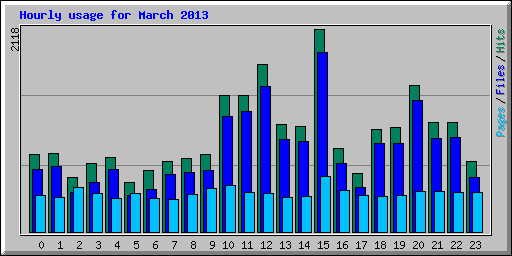 Hourly usage for March 2013
2118
Pages/Files/Hits
0 1 2 3 4 5 6 7 8 9 10 11 12 13 14 15 16 17 18 19 20 21 22 23